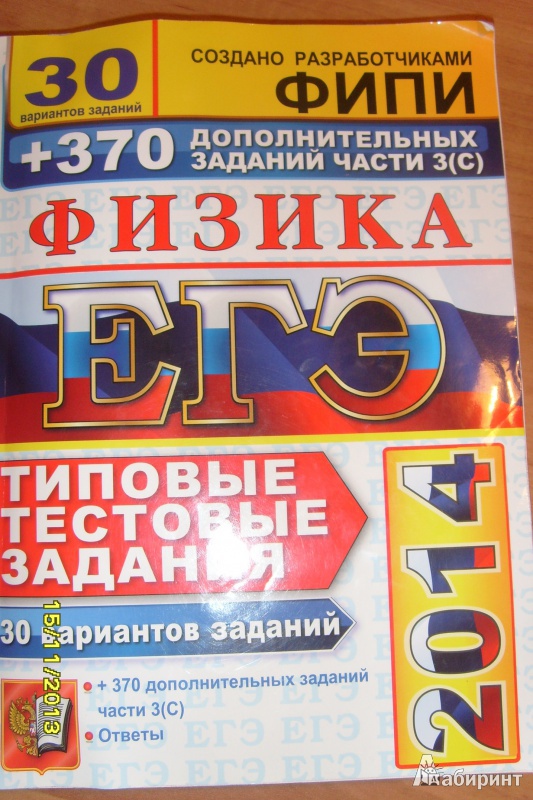 30
вариантов заданий
СОЗДАНО РАЗРАБОТЧИКАМИ
ФИПИ
+370 ДОПОЛНИТЕЛЬНЫХ
ЗАДАНИЙ ЧАСТИ 3(С)
ФИЗИКА
ЕГЭ
ТИПОВЫЕ
ТЕСТОВЫЕ
ЗАДАНИЯ
2014
30 вариантов заданий
• + 370 дополнительных заданий
части 3(С)
• Ответы
15/11/2013
Лабиринт